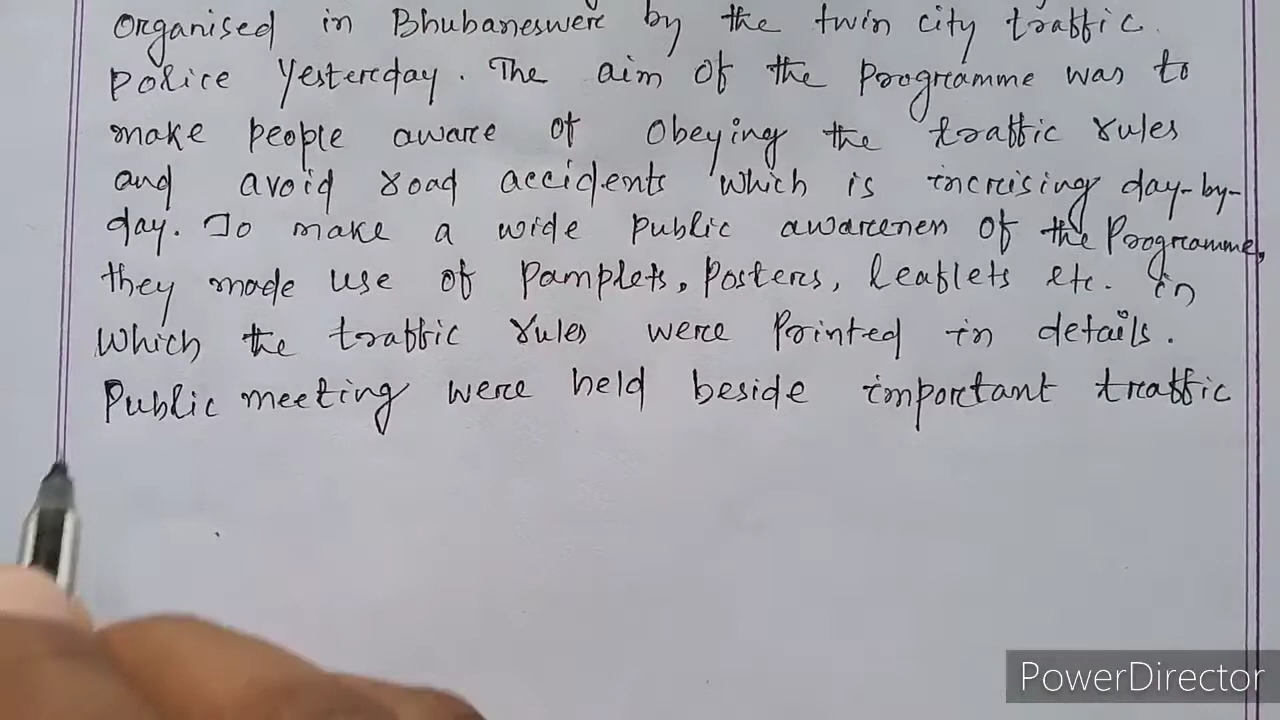 Organised in Bhubaneswer by the twin city traffic
Police Yesterday. The aim of the Programme was to
make people aware of Obeying the traffic rules
and avoid road accidents which is increising day-by-
day. To make a wide Public awareness of the Programme,
they made use of Pamplets, Posters, Leaflets etc. in
Which the traffic rules were Printed in details.
Public meeting were held beside important traffic
PowerDirector